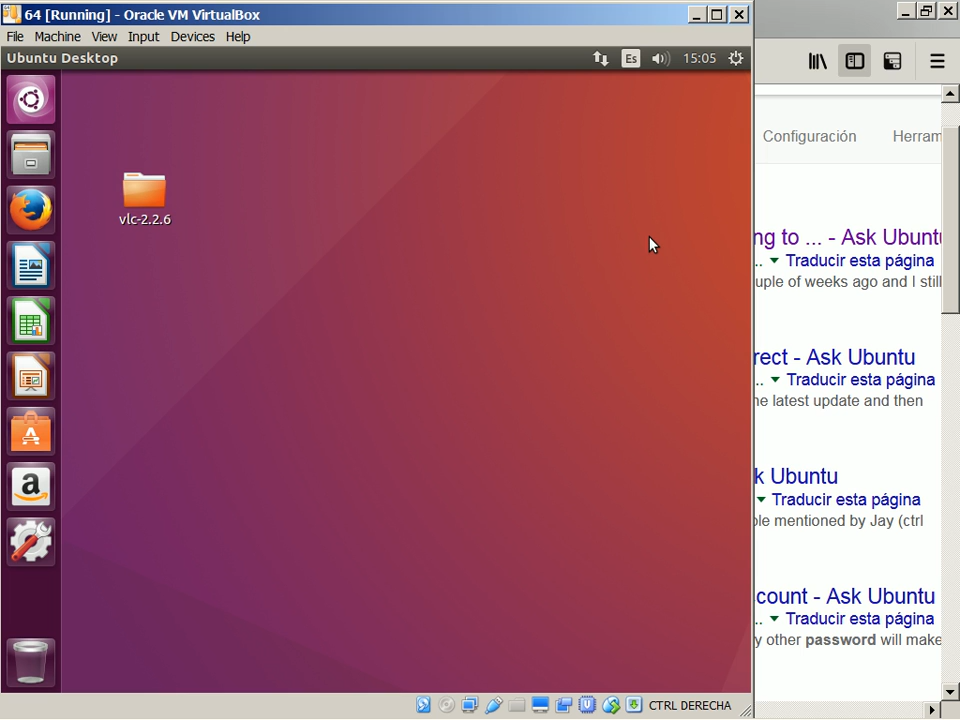 64 [Running] - Oracle VM VirtualBox
File Machine View Input Devices Help
Ubuntu Desktop
Es
15:05
vlc-2.2.6
Configuración
Herram
ng to ... - Ask Ubunt
.. Traducir esta página
uple of weeks ago and I still
rect - Ask Ubuntu
.. Traducir esta página
ne latest update and then
k Ubuntu
Traducir esta página
ole mentioned by Jay (ctrl
count - Ask Ubuntu
.. Traducir esta página
y other password will make
CTRL DERECHA